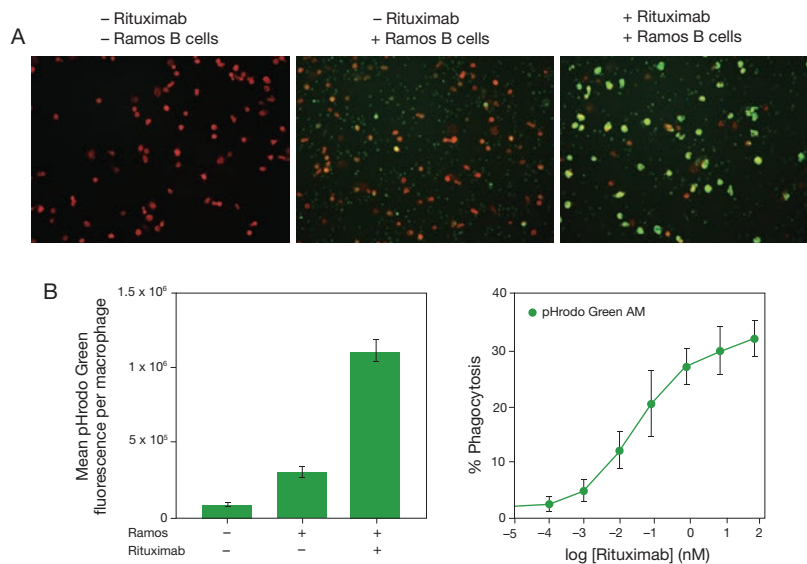 – Rituximab
– Ramos B cells
– Rituximab
+ Ramos B cells
+ Rituximab
+ Ramos B cells
A
B
Mean pHrodo Green
fluorescence per macrophage
1.5 x 10⁶
1 x 10⁶
5 x 10⁵
0
Ramos – + +
Rituximab – – +
% Phagocytosis
40
30
20
10
0
pHrodo Green AM
–5 –4 –3 –2 –1 0 1 2
log [Rituximab] (nM)